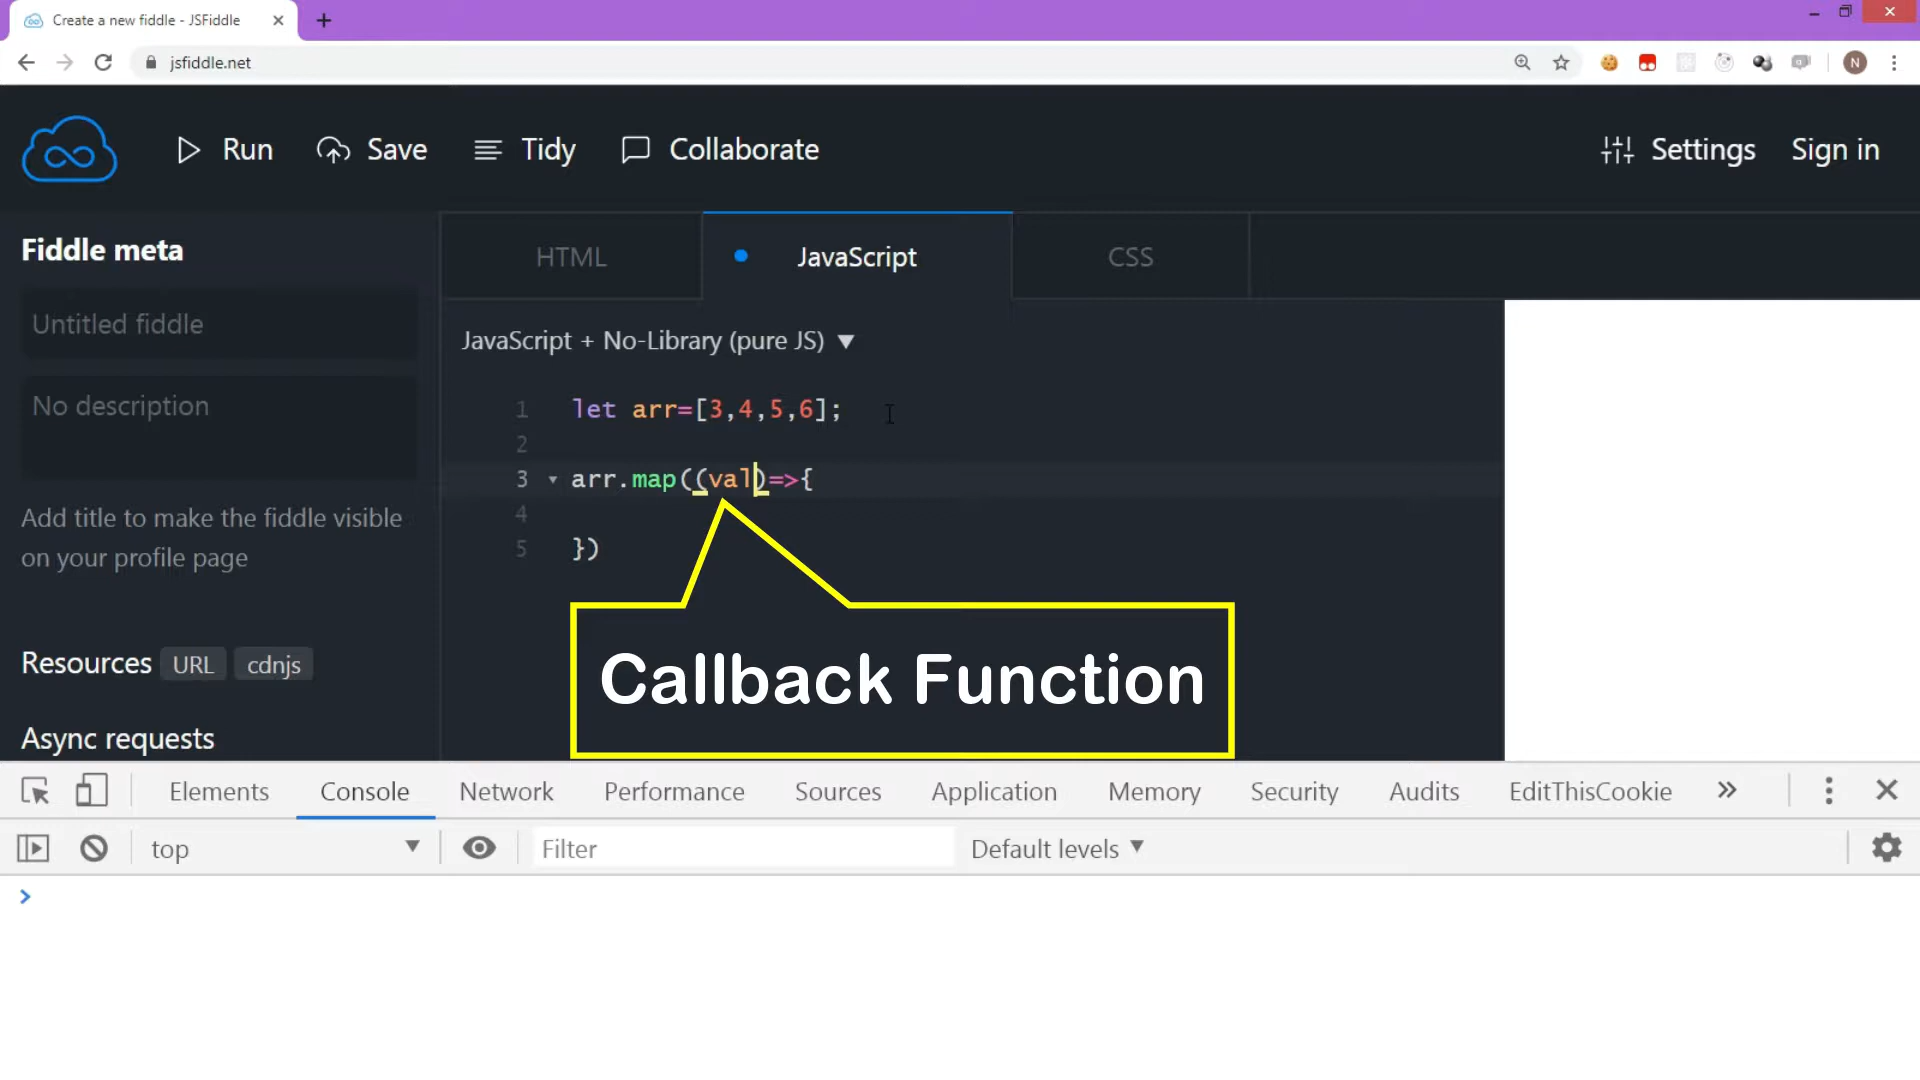 Create a new fiddle - JSFiddle
jsfiddle.net
N
Run
Save
Tidy
Collaborate
Settings
Sign in
Fiddle meta
Untitled fiddle
No description
Add title to make the fiddle visible
on your profile page
Resources URL cdnjs
Async requests
HTML
JavaScript
CSS
JavaScript + No-Library (pure JS) ▼
1 let arr=[3,4,5,6];
2
3 arr.map((val)=>{
4
5 })
Callback Function
Elements
Console
Network
Performance
Sources
Application
Memory
Security
Audits
EditThisCookie
»
top
Filter
Default levels ▼
>